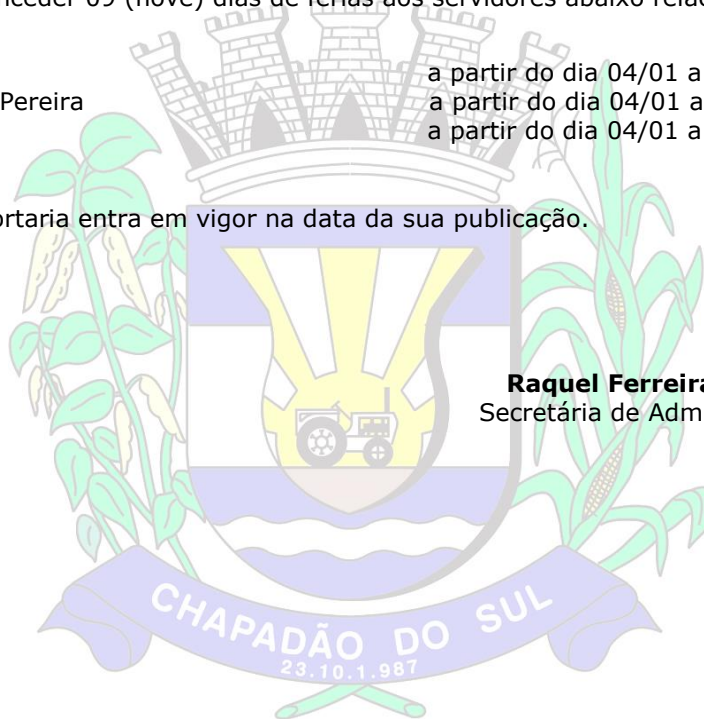 nceder 09 (nove) dias de férias aos servidores abaixo relac
a partir do dia 04/01 a
Pereira a partir do dia 04/01 a
a partir do dia 04/01 a
ortaria entra em vigor na data da sua publicação.
Raquel Ferreira
Secretária de Adm
CHAPADÃO DO SUL
23.10.1.987